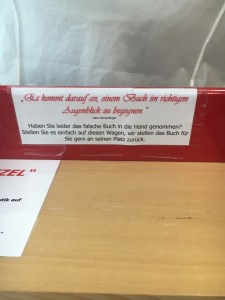 „Es kommt darauf an, einem Buch im richtigen
Augenblick zu begegnen."
Haben Sie leider das falsche Buch in die Hand genommen?
Stellen Sie es einfach auf diesen Wagen, wir stellen das Buch für
Sie gern an seinen Platz zurück.
ZEL"
tik auf